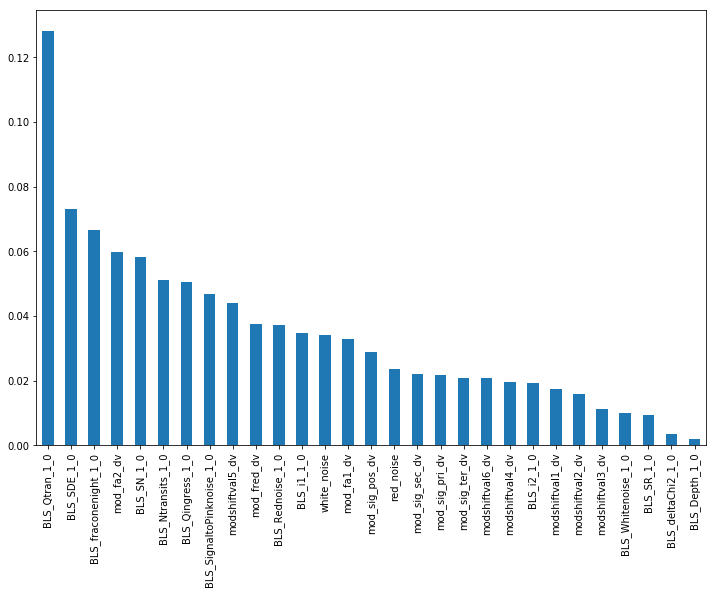 0.12
0.10
0.08
0.06
0.04
0.02
0.00
BLS_Qtran_1_0
BLS_SDE_1_0
BLS_fraconenight_1_0
mod_fa2_dv
BLS_SN_1_0
BLS_Ntransits_1_0
BLS_Qingress_1_0
BLS_SignaltoPinknoise_1_0
modshiftval5_dv
mod_fred_dv
BLS_Rednoise_1_0
BLS_i1_1_0
white_noise
mod_fa1_dv
mod_sig_pos_dv
red_noise
mod_sig_sec_dv
mod_sig_pri_dv
mod_sig_ter_dv
modshiftval6_dv
modshiftval4_dv
BLS_i2_1_0
modshiftval1_dv
modshiftval2_dv
modshiftval3_dv
BLS_Whitenoise_1_0
BLS_SR_1_0
BLS_deltaChi2_1_0
BLS_Depth_1_0